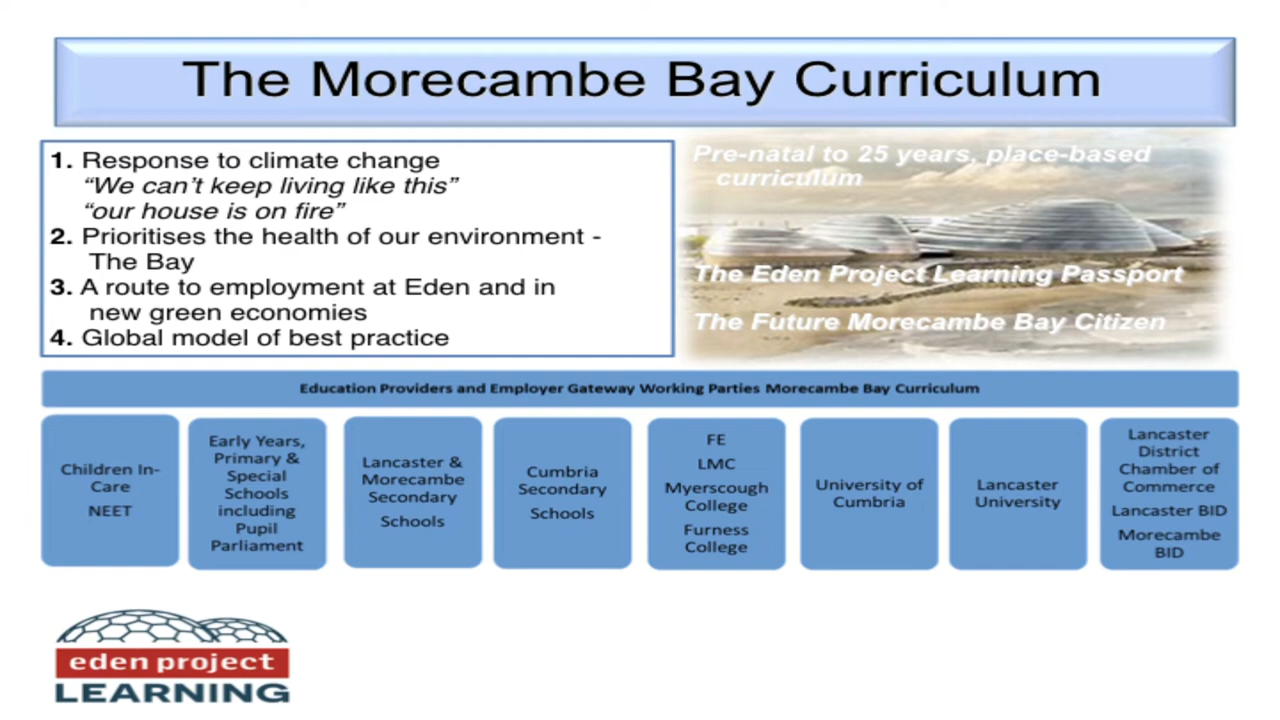 The Morecambe Bay Curriculum
1. Response to climate change
“We can’t keep living like this”
“our house is on fire”
2. Prioritises the health of our environment -
The Bay
3. A route to employment at Eden and in
new green economies
4. Global model of best practice
Pre-natal to 25 years, place-based
curriculum
The Eden Project Learning Passport
The Future Morecambe Bay Citizen
Education Providers and Employer Gateway Working Parties Morecambe Bay Curriculum
Children In-
Care
NEET
Early Years,
Primary &
Special
Schools
including
Pupil
Parliament
Lancaster &
Morecambe
Secondary
Schools
Cumbria
Secondary
Schools
FE
LMC
Myerscough
College
Furness
College
University of
Cumbria
Lancaster
University
Lancaster
District
Chamber of
Commerce
Lancaster BID
Morecambe
BID
eden project
LEARNING